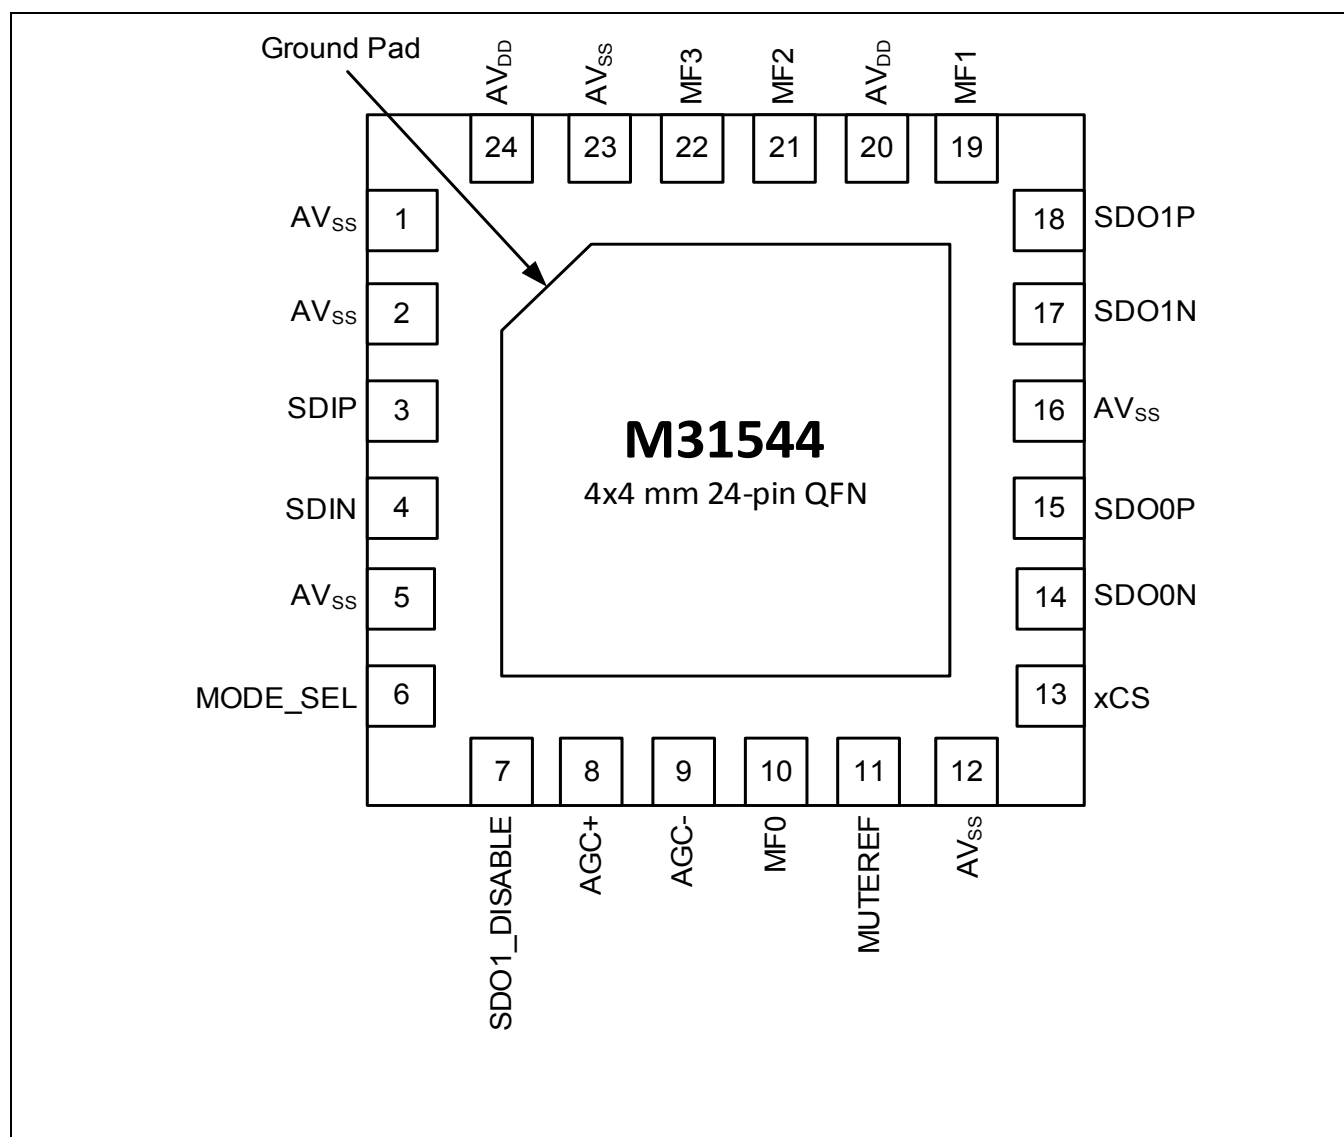 Ground Pad
AVDD
AVSS
MF3
MF2
AVDD
MF1
24
23
22
21
20
19
AVSS
1
18
SDO1P
AVSS
2
17
SDO1N
SDIP
3
16
AVSS
M31544
4x4 mm 24-pin QFN
SDIN
4
15
SDO0P
AVSS
5
14
SDO0N
MODE_SEL
6
13
xCS
7
8
9
10
11
12
SDO1_DISABLE
AGC+
AGC-
MF0
MUTEREF
AVSS